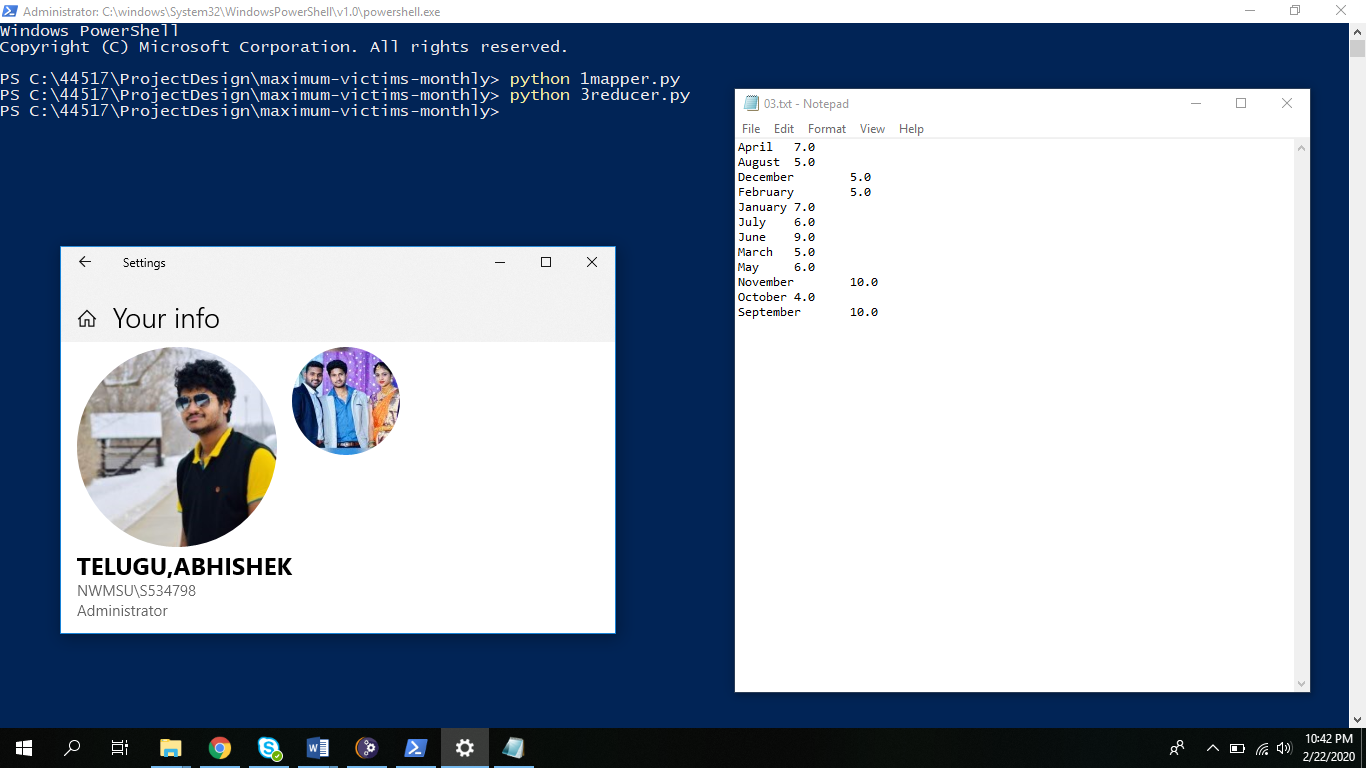 Administrator: C:\windows\System32\WindowsPowerShell\v1.0\powershell.exe
Windows PowerShell
Copyright (C) Microsoft Corporation. All rights reserved.
PS C:\44517\ProjectDesign\maximum-victims-monthly> python 1mapper.py
PS C:\44517\ProjectDesign\maximum-victims-monthly> python 3reducer.py
PS C:\44517\ProjectDesign\maximum-victims-monthly>
Settings
Your info
TELUGU,ABHISHEK
NWMSU\S534798
Administrator
03.txt - Notepad
File Edit Format View Help
April 7.0
August 5.0
December 5.0
February 5.0
January 7.0
July 6.0
June 9.0
March 5.0
May 6.0
November 10.0
October 4.0
September 10.0
10:42 PM
2/22/2020